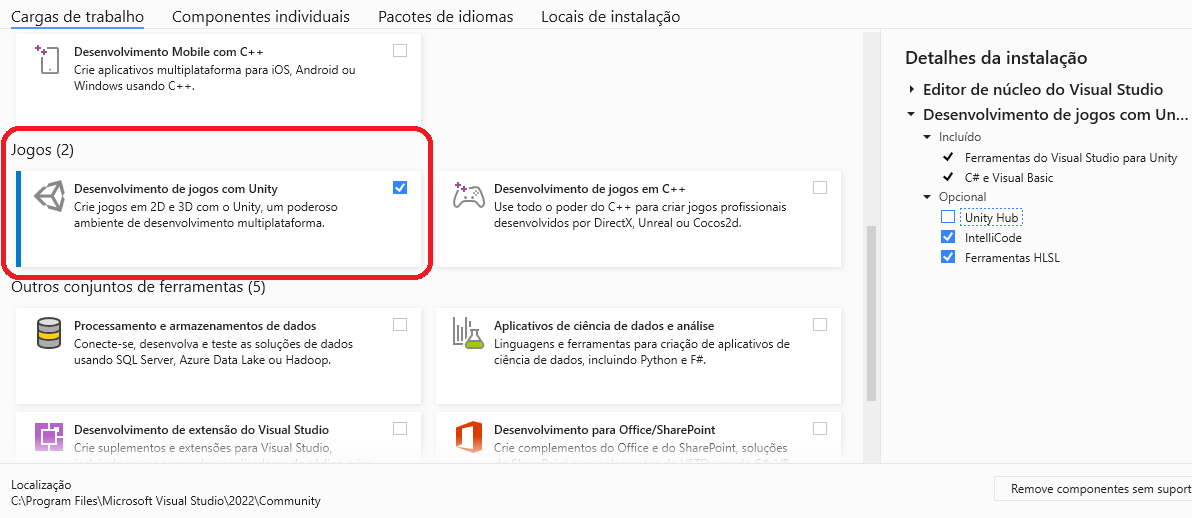 Cargas de trabalho
Componentes individuais
Pacotes de idiomas
Locais de instalação
Desenvolvimento Mobile com C++
Crie aplicativos multiplataforma para iOS, Android ou
Windows usando C++.
Jogos (2)
Desenvolvimento de jogos com Unity
Crie jogos em 2D e 3D com o Unity, um poderoso
ambiente de desenvolvimento multiplataforma.
Desenvolvimento de jogos em C++
Use todo o poder do C++ para criar jogos profissionais
desenvolvidos por DirectX, Unreal ou Cocos2d.
Outros conjuntos de ferramentas (5)
Processamento e armazenamentos de dados
Conecte-se, desenvolva e teste as soluções de dados
usando SQL Server, Azure Data Lake ou Hadoop.
Aplicativos de ciência de dados e análise
Linguagens e ferramentas para criação de aplicativos de
ciência de dados, incluindo Python e F#.
Desenvolvimento de extensão do Visual Studio
Crie suplementos e extensões para Visual Studio,
Desenvolvimento para Office/SharePoint
Crie complementos do Office e do SharePoint, soluções
Detalhes da instalação
Editor de núcleo do Visual Studio
Desenvolvimento de jogos com Un...
Incluído
Ferramentas do Visual Studio para Unity
C# e Visual Basic
Opcional
Unity Hub
IntelliCode
Ferramentas HLSL
Localização
C:\Program Files\Microsoft Visual Studio\2022\Community
Remove componentes sem suport